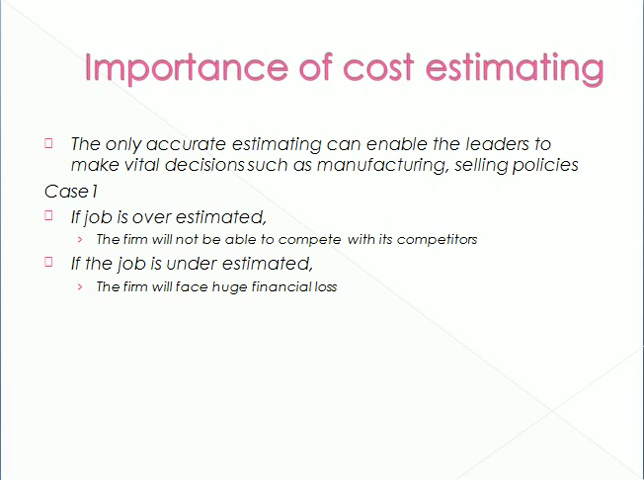 Importance of cost estimating
The only accurate estimating can enable the leaders to
make vital decisions such as manufacturing, selling policies
Case1
If job is over estimated,
The firm will not be able to compete with its competitors
If the job is under estimated,
The firm will face huge financial loss